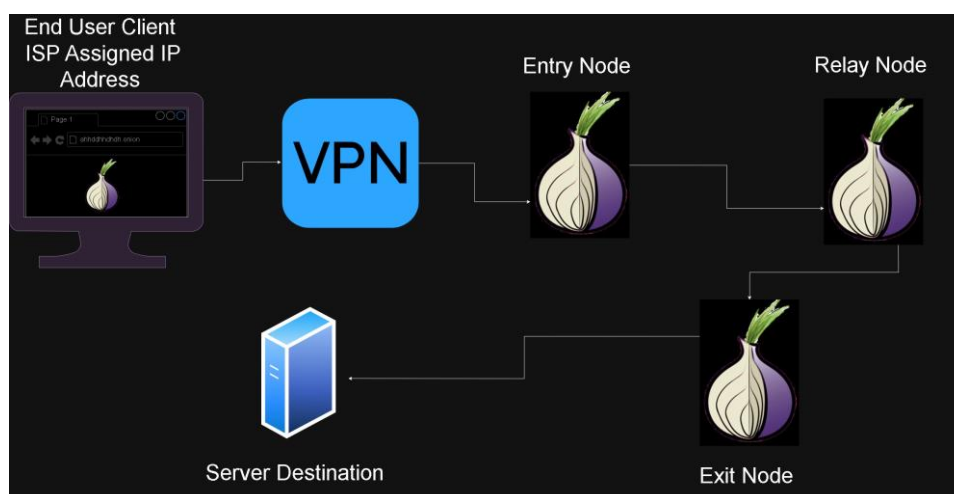 End User Client
ISP Assigned IP
Address
Entry Node
Relay Node
Page 1
VPN
Server Destination
Exit Node